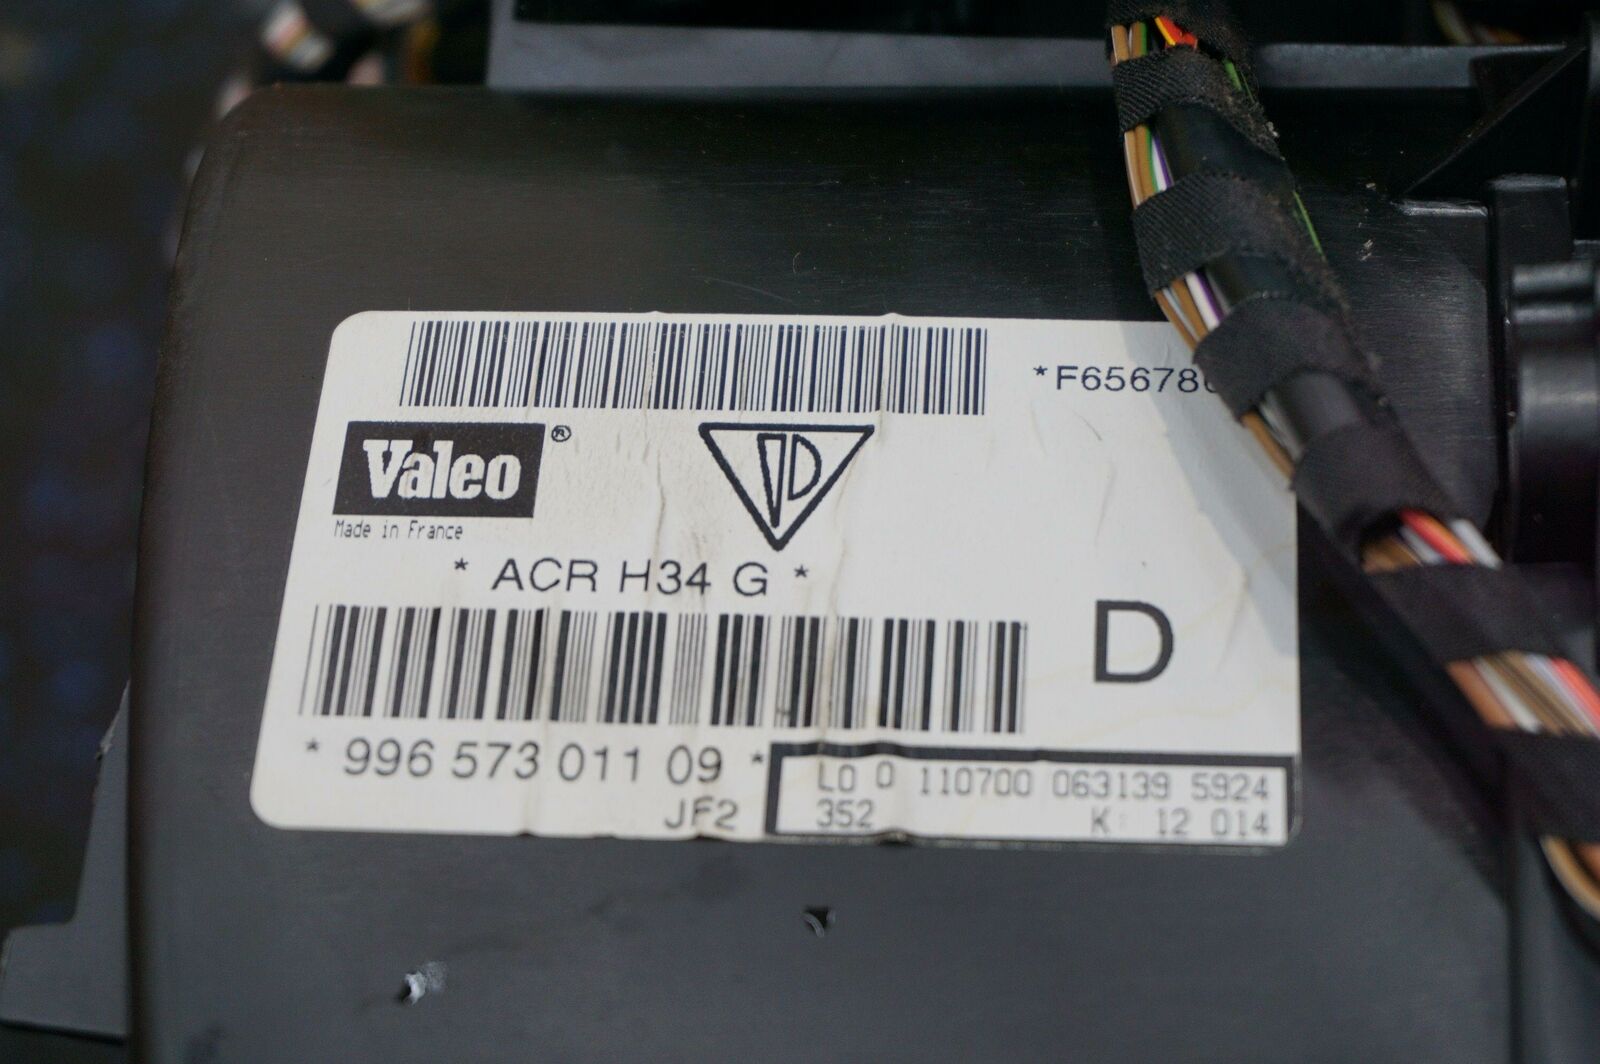 *F65678
Valeo®
Made in France
* ACR H34 G *
D
* 996 573 011 09 *
JF2
L0 0 110700 063139 5924
352 K: 12 014